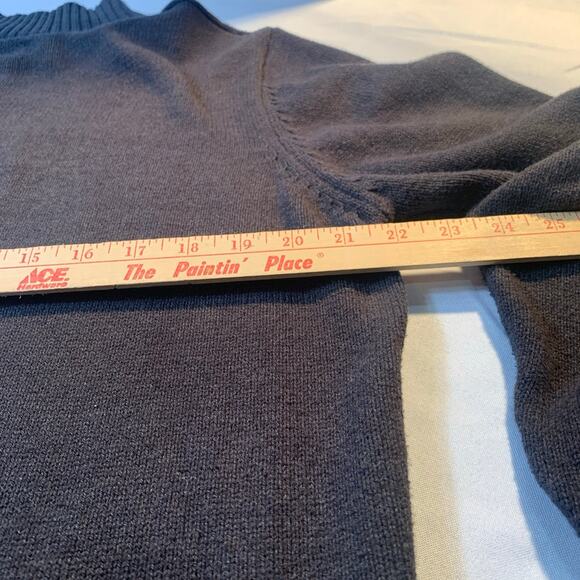 15 16 17 18 19 20 21 22 23 24 25
ACE The Paintin' Place®
Hardware